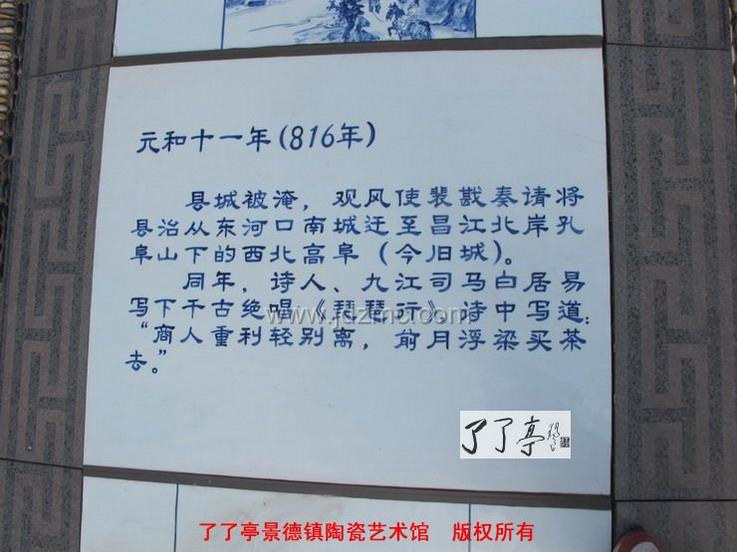 元和十一年(816年)
县城被淹,观风使裴戡奏请将
县治从东河口南城迁至昌江北岸孔
阜山下的西北高阜(今旧城)。
同年,诗人、九江司马白居易
写下千古绝唱《琵琶行》,诗中写道:
“商人重利轻别离,前月浮梁买茶
去。”
www.jdzmc.com
了了亭
了了亭景德镇陶瓷艺术馆 版权所有